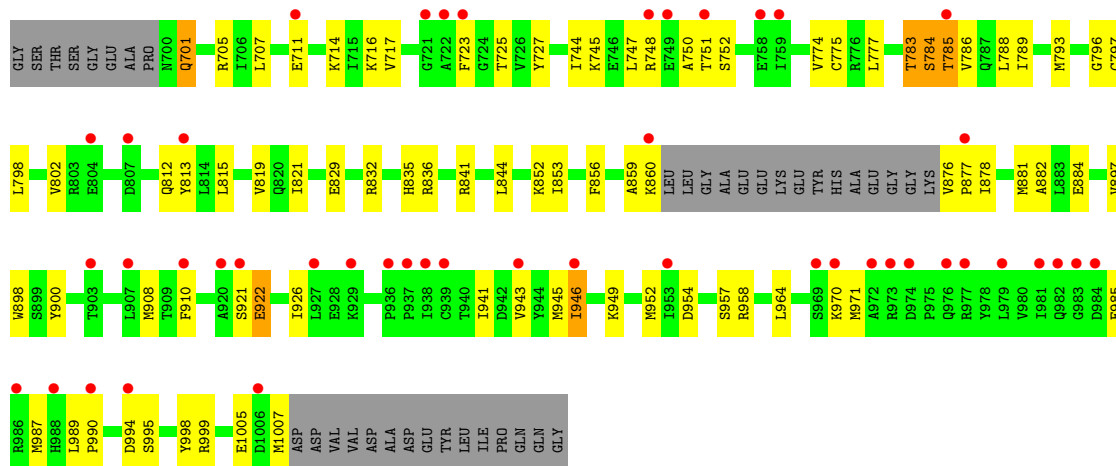 GLY SER THR SER GLY GLU ALA PRO N700 Q701 R705 I706 L707 E711 K714 I715 K716 V717 G721 A722 F723 G724 T725 V726 Y727 I744 K745 E746 L747 R748 E749 A750 T751 S752 E758 I759 V774 C775 R776 L777 T783 S784 T785 V786 Q787 L788 I789 M793 G796 C797
L798 V802 R803 E804 D807 Q812 Y813 L814 L815 V819 Q820 I821 E829 R832 H835 R836 R841 L844 K852 I853 F856 A859 K860 LEU LEU GLY ALA GLU GLU LYS GLU TYR HIS ALA GLU GLY GLY LYS V876 P877 I878 M881 A882 L883 E884 V897
W898 S899 Y900 T903 L907 M908 T909 F910 A920 S921 E922 I926 L927 E928 K929 P936 P937 I938 C939 T940 I941 D942 V943 Y944 M945 I946 K949 M952 I953 D954 S957 R958 L964 S969 K970 M971 A972 R973 D974 P975 Q976 R977 Y978 L979 V980 I981 Q982 G983 D984 E985
R986 M987 H988 L989 P990 D994 S995 Y998 R999 E1005 D1006 M1007 ASP ASP VAL VAL ASP ALA ASP GLU TYR LEU ILE PRO GLN GLN GLY